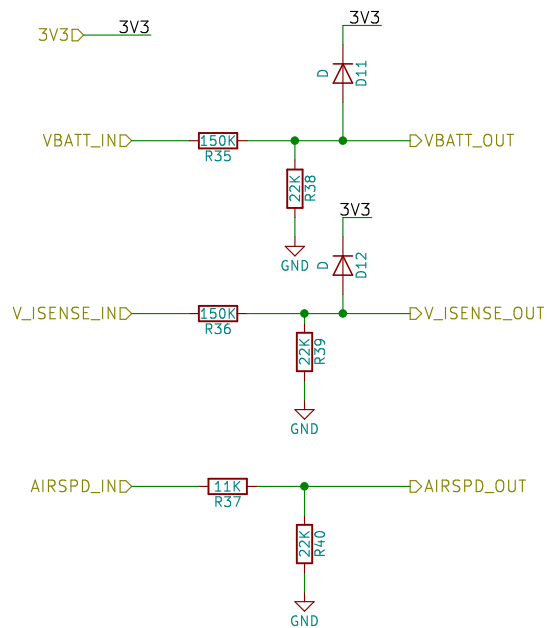 3V3
3V3
3V3
D
D11
VBATT_IN
150K
R35
VBATT_OUT
22K
R38
GND
3V3
D
D12
V_ISENSE_IN
150K
R36
V_ISENSE_OUT
22K
R39
GND
AIRSPD_IN
11K
R37
AIRSPD_OUT
22K
R40
GND